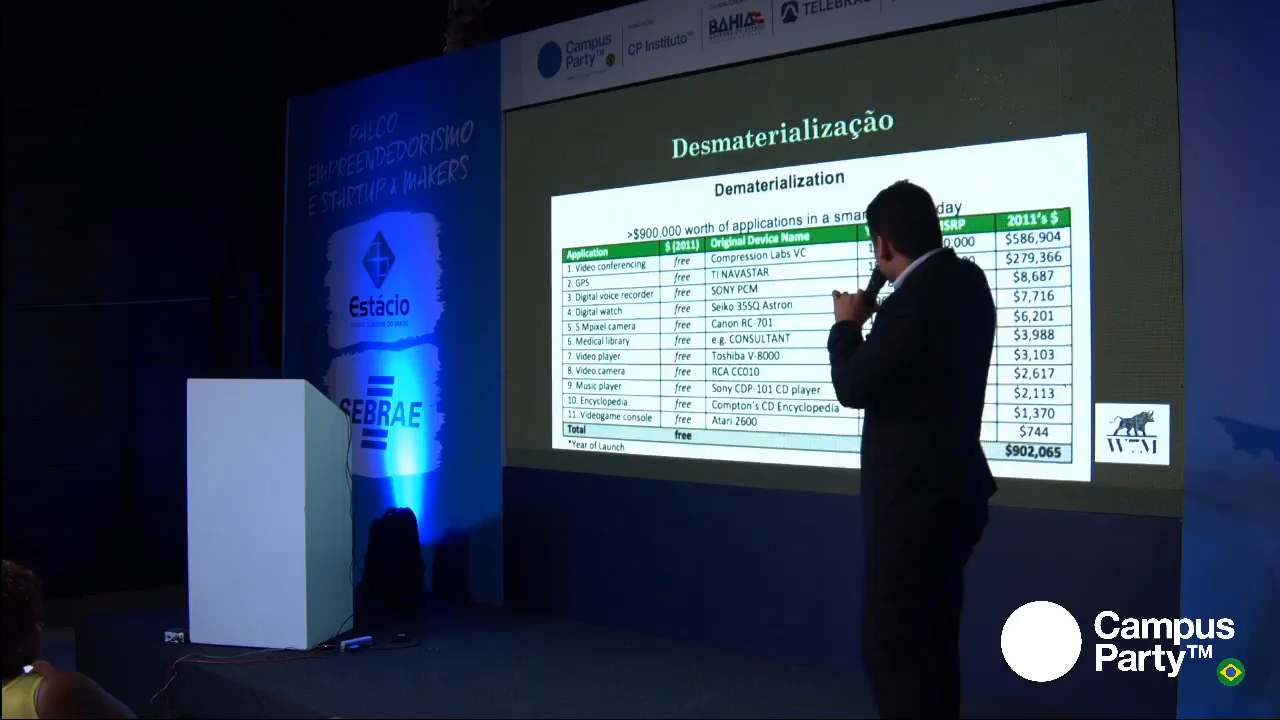 Campus
Party™
REALIZAÇÃO
CP Instituto™
BAHIA
TELEBRAS
PALCO
EMPREENDEDORISMO
E STARTUP & MAKERS
Estácio
SEBRAE
Desmaterialização
Dematerialization
>$900,000 worth of applications in a smar day
Application $ (2011) Original Device Name MSRP 2011's $
1. Video conferencing free Compression Labs VC $586,904
2. GPS free TI NAVASTAR $279,366
3. Digital voice recorder free SONY PCM $8,687
4. Digital watch free Seiko 35SQ Astron $7,716
5. 5 Mpixel camera free Canon RC-701 $6,201
6. Medical library free e.g. CONSULTANT $3,988
7. Video player free Toshiba V-8000 $3,103
8. Video camera free RCA CC010 $2,617
9. Music player free Sony CDP-101 CD player $2,113
10. Encyclopedia free Compton's CD Encyclopedia $1,370
11. Videogame console free Atari 2600 $744
Total free $902,065
*Year of Launch
W7M
Campus
Party™